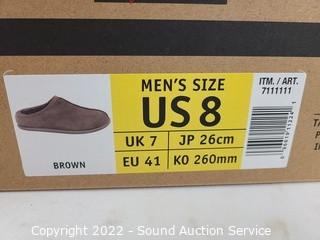 MEN'S SIZE
US 8
UK 7
JP 26cm
EU 41
KO 260mm
BROWN
ITM. / ART.
7111111
Copyright 2022 - Sound Auction Service